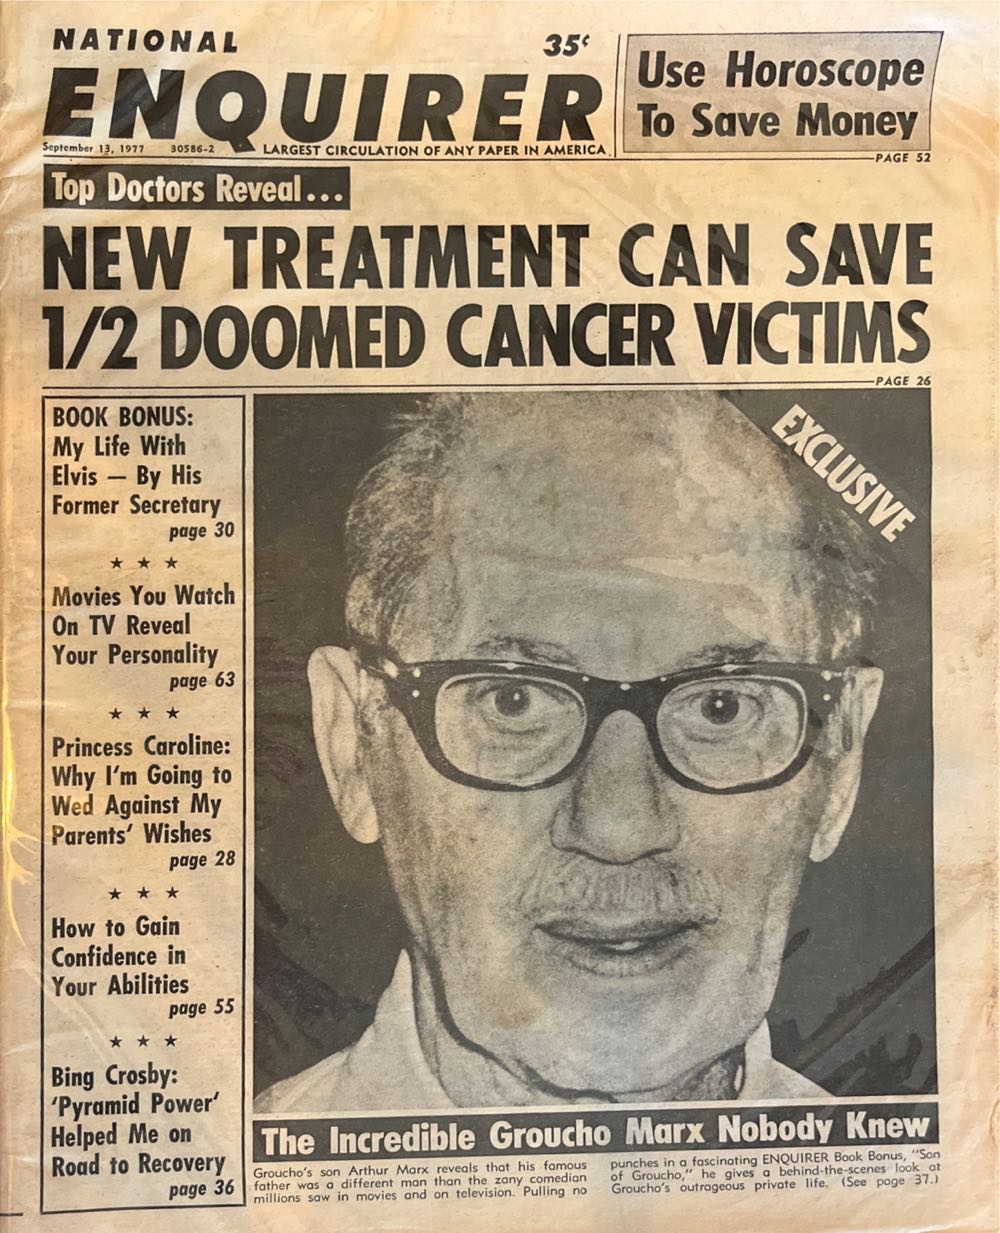 NATIONAL
35¢
ENQUIRER
September 13, 1977 30586-2 LARGEST CIRCULATION OF ANY PAPER IN AMERICA
Use Horoscope
To Save Money
PAGE 52
Top Doctors Reveal...
NEW TREATMENT CAN SAVE
1/2 DOOMED CANCER VICTIMS
PAGE 26
BOOK BONUS:
My Life With
Elvis — By His
Former Secretary
page 30
★ ★ ★
Movies You Watch
On TV Reveal
Your Personality
page 63
★ ★ ★
Princess Caroline:
Why I'm Going to
Wed Against My
Parents' Wishes
page 28
★ ★ ★
How to Gain
Confidence in
Your Abilities
page 55
★ ★ ★
Bing Crosby:
'Pyramid Power'
Helped Me on
Road to Recovery
page 36
EXCLUSIVE
The Incredible Groucho Marx Nobody Knew
Groucho's son Arthur Marx reveals that his famous
father was a different man than the zany comedian
millions saw in movies and on television. Pulling no
punches in a fascinating ENQUIRER Book Bonus, "Son
of Groucho," he gives a behind-the-scenes look at
Groucho's outrageous private life. (See page 37.)